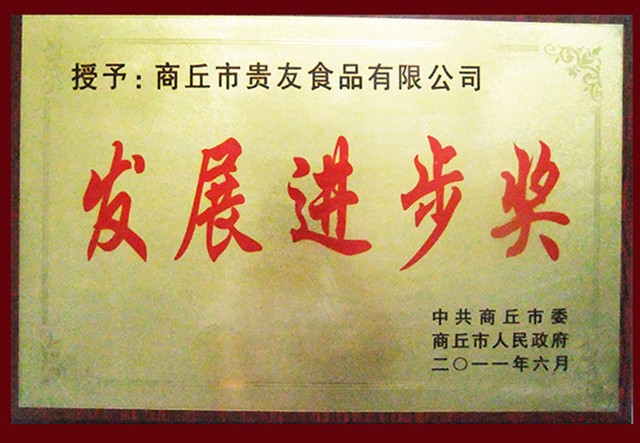 授予：商丘市贵友食品有限公司
发展进步奖
中共商丘市委
商丘市人民政府
二〇一一年六月